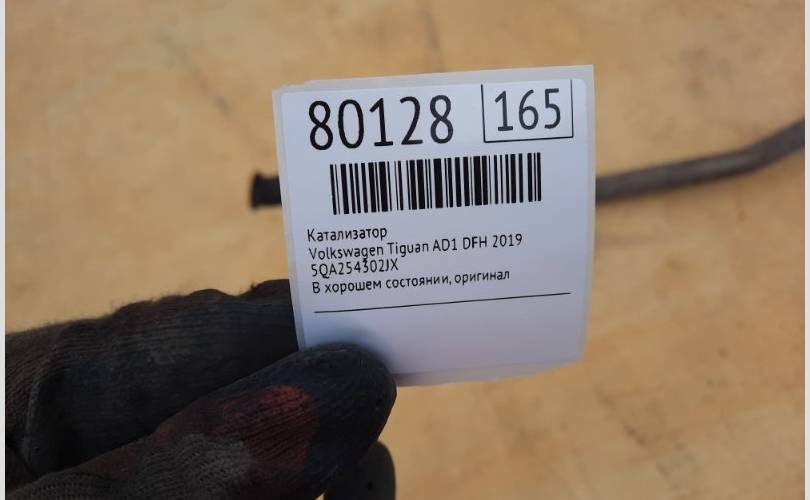 80128 165
Катализатор
Volkswagen Tiguan AD1 DFH 2019
5QA254302JX
В хорошем состоянии, оригинал